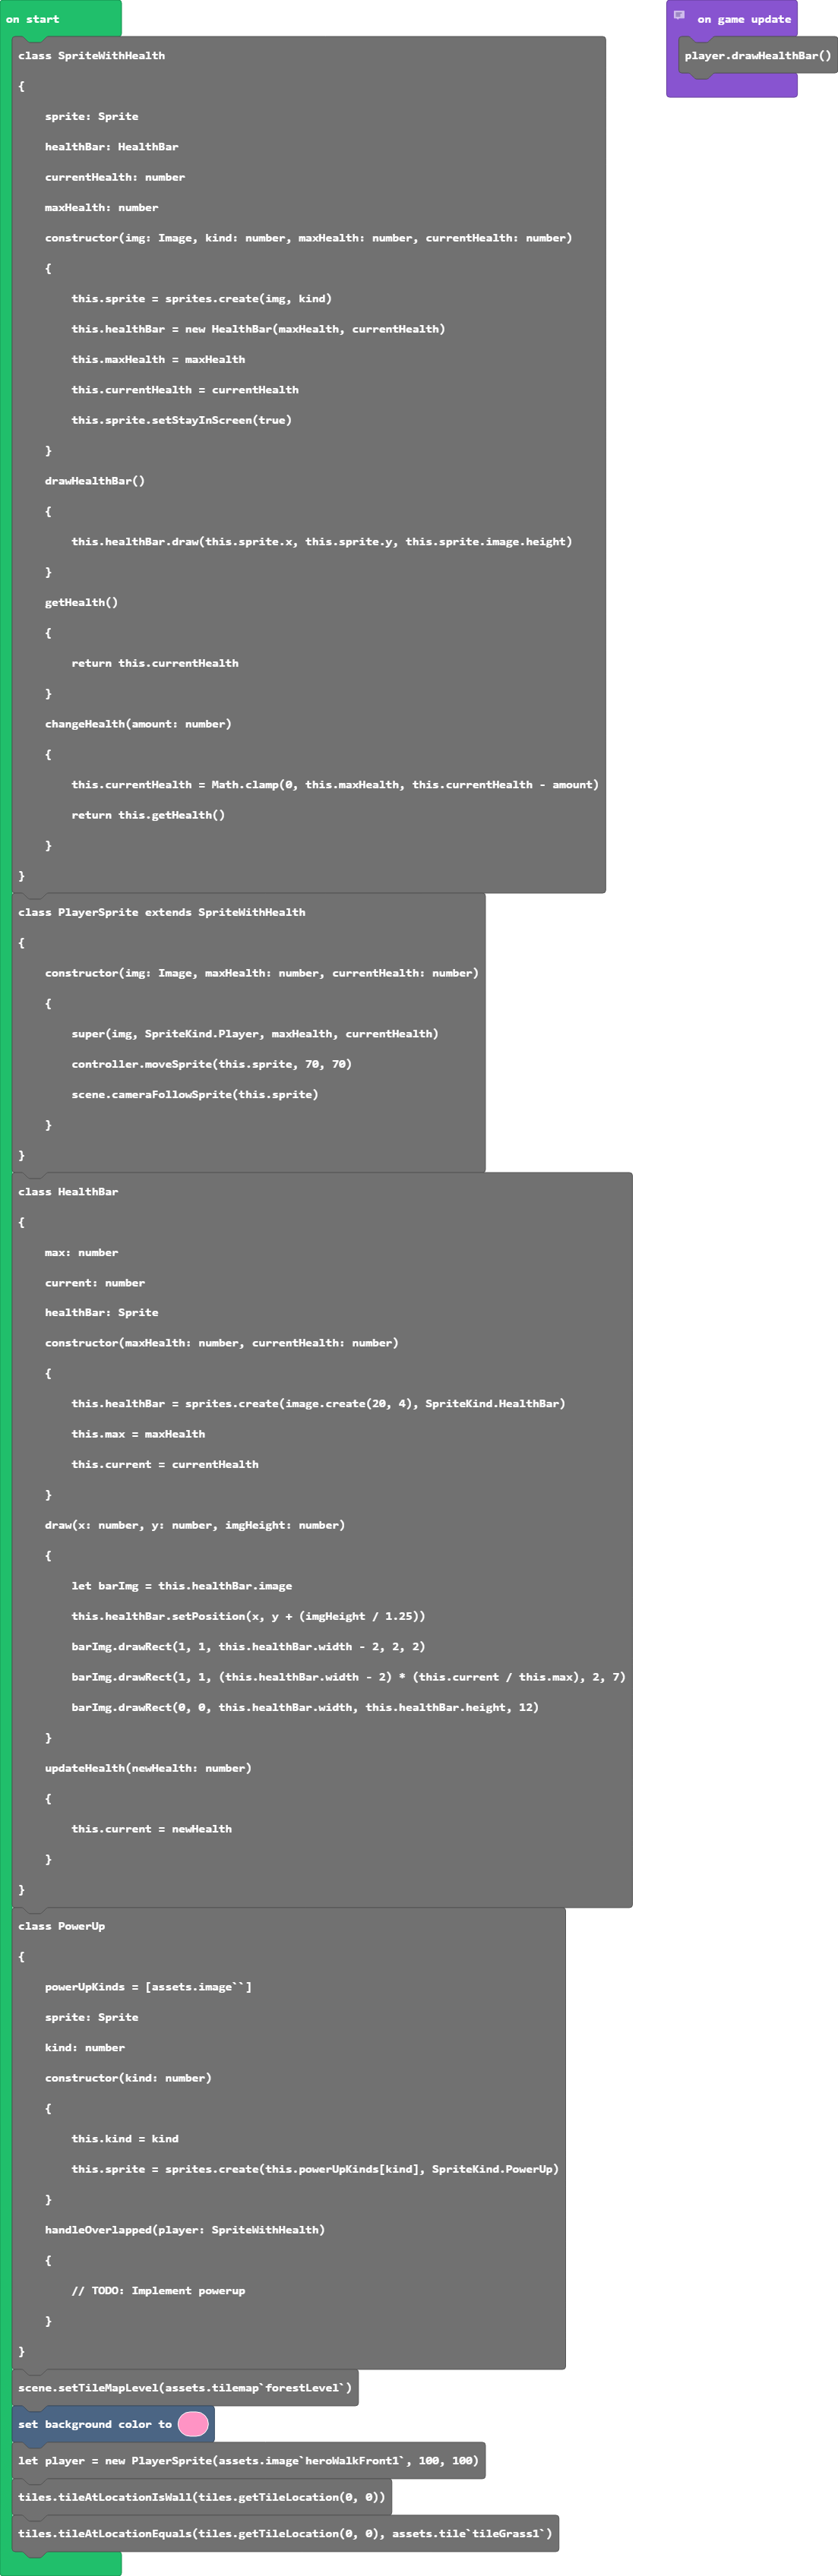 on start
class SpriteWithHealth
{
sprite: Sprite
healthBar: HealthBar
currentHealth: number
maxHealth: number
constructor(img: Image, kind: number, maxHealth: number, currentHealth: number)
{
this.sprite = sprites.create(img, kind)
this.healthBar = new HealthBar(maxHealth, currentHealth)
this.maxHealth = maxHealth
this.currentHealth = currentHealth
this.sprite.setStayInScreen(true)
}
drawHealthBar()
{
this.healthBar.draw(this.sprite.x, this.sprite.y, this.sprite.image.height)
}
getHealth()
{
return this.currentHealth
}
changeHealth(amount: number)
{
this.currentHealth = Math.clamp(0, this.maxHealth, this.currentHealth - amount)
return this.getHealth()
}
}
class PlayerSprite extends SpriteWithHealth
{
constructor(img: Image, maxHealth: number, currentHealth: number)
{
super(img, SpriteKind.Player, maxHealth, currentHealth)
controller.moveSprite(this.sprite, 70, 70)
scene.cameraFollowSprite(this.sprite)
}
}
class HealthBar
{
max: number
current: number
healthBar: Sprite
constructor(maxHealth: number, currentHealth: number)
{
this.healthBar = sprites.create(image.create(20, 4), SpriteKind.HealthBar)
this.max = maxHealth
this.current = currentHealth
}
draw(x: number, y: number, imgHeight: number)
{
let barImg = this.healthBar.image
this.healthBar.setPosition(x, y + (imgHeight / 1.25))
barImg.drawRect(1, 1, this.healthBar.width - 2, 2, 2)
barImg.drawRect(1, 1, (this.healthBar.width - 2) * (this.current / this.max), 2, 7)
barImg.drawRect(0, 0, this.healthBar.width, this.healthBar.height, 12)
}
updateHealth(newHealth: number)
{
this.current = newHealth
}
}
class PowerUp
{
powerUpKinds = [assets.image``]
sprite: Sprite
kind: number
constructor(kind: number)
{
this.kind = kind
this.sprite = sprites.create(this.powerUpKinds[kind], SpriteKind.PowerUp)
}
handleOverlapped(player: SpriteWithHealth)
{
// TODO: Implement powerup
}
}
scene.setTileMapLevel(assets.tilemap`forestLevel`)
set background color to
let player = new PlayerSprite(assets.image`heroWalkFront1`, 100, 100)
tiles.tileAtLocationIsWall(tiles.getTileLocation(0, 0))
tiles.tileAtLocationEquals(tiles.getTileLocation(0, 0), assets.tile`tileGrass1`)
on game update
player.drawHealthBar()